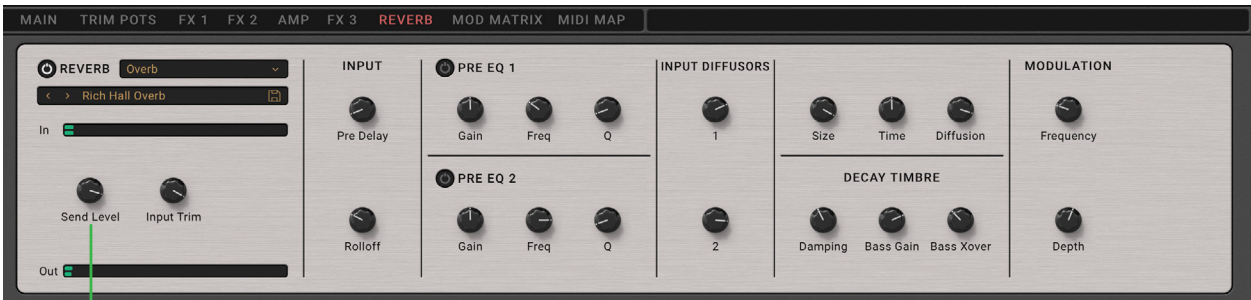 MAIN TRIM POTS FX 1 FX 2 AMP FX 3 REVERB MOD MATRIX MIDI MAP
REVERB Overb
Rich Hall Overb
In
Send Level Input Trim
Out
INPUT
Pre Delay
Rolloff
PRE EQ 1
Gain Freq Q
PRE EQ 2
Gain Freq Q
INPUT DIFFUSORS
1
2
Size Time Diffusion
DECAY TIMBRE
Damping Bass Gain Bass Xover
MODULATION
Frequency
Depth